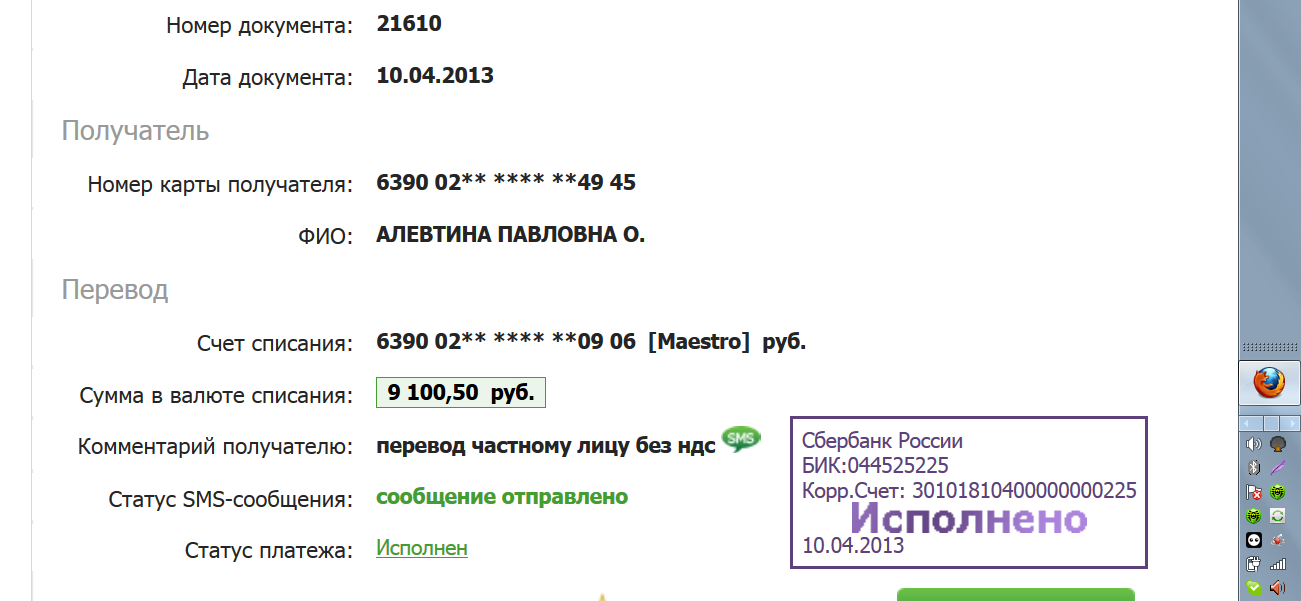 Номер документа: 21610
Дата документа: 10.04.2013
Получатель
Номер карты получателя: 6390 02** **** **49 45
ФИО: АЛЕВТИНА ПАВЛОВНА О.
Перевод
Счет списания: 6390 02** **** **09 06 [Maestro] руб.
Сумма в валюте списания: 9 100,50 руб.
Комментарий получателю: перевод частному лицу без ндс SMS
Статус SMS-сообщения: сообщение отправлено
Статус платежа: Исполнен
Сбербанк России
БИК:044525225
Корр.Счет: 30101810400000000225
Исполнено
10.04.2013